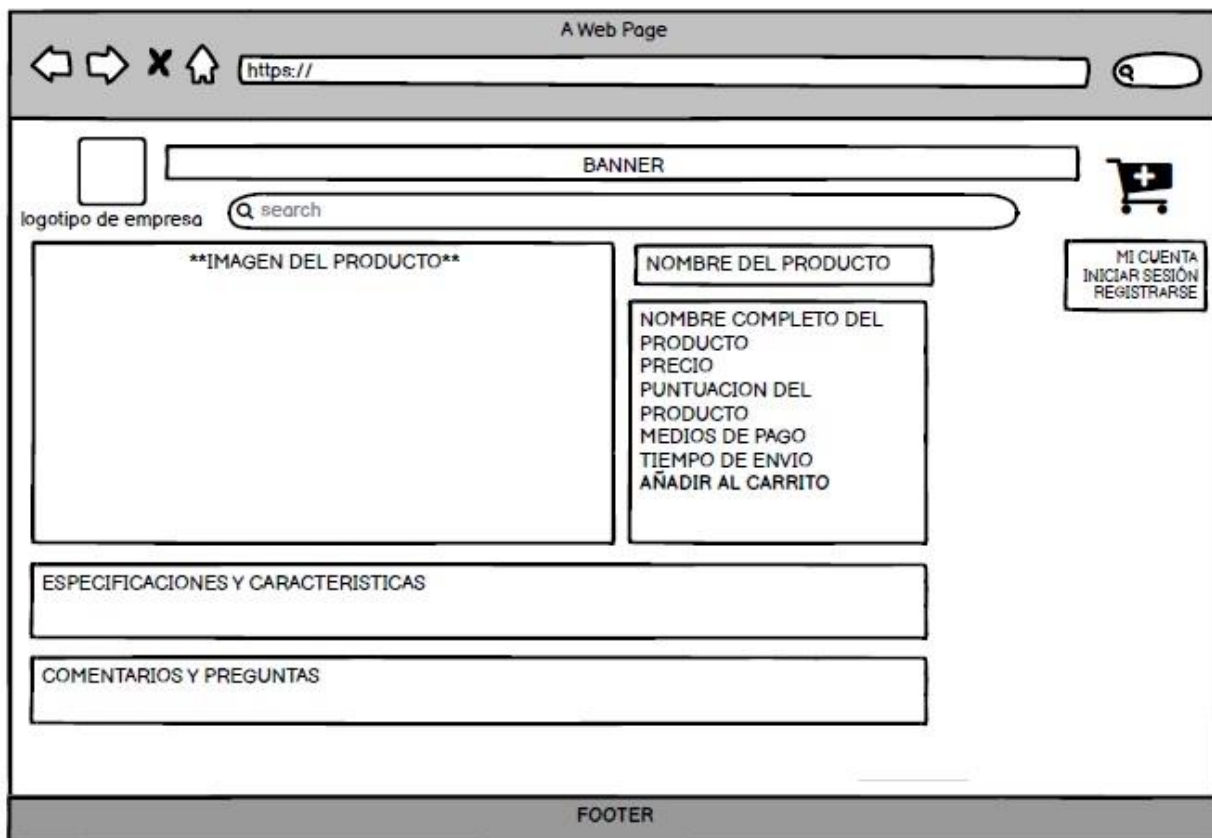 A Web Page
https://
BANNER
search
logotipo de empresa
**IMAGEN DEL PRODUCTO**
NOMBRE DEL PRODUCTO
MI CUENTA
INICIAR SESIÓN
REGISTRARSE
NOMBRE COMPLETO DEL
PRODUCTO
PRECIO
PUNTUACION DEL
PRODUCTO
MEDIOS DE PAGO
TIEMPO DE ENVIO
AÑADIR AL CARRITO
ESPECIFICACIONES Y CARACTERISTICAS
COMENTARIOS Y PREGUNTAS
FOOTER